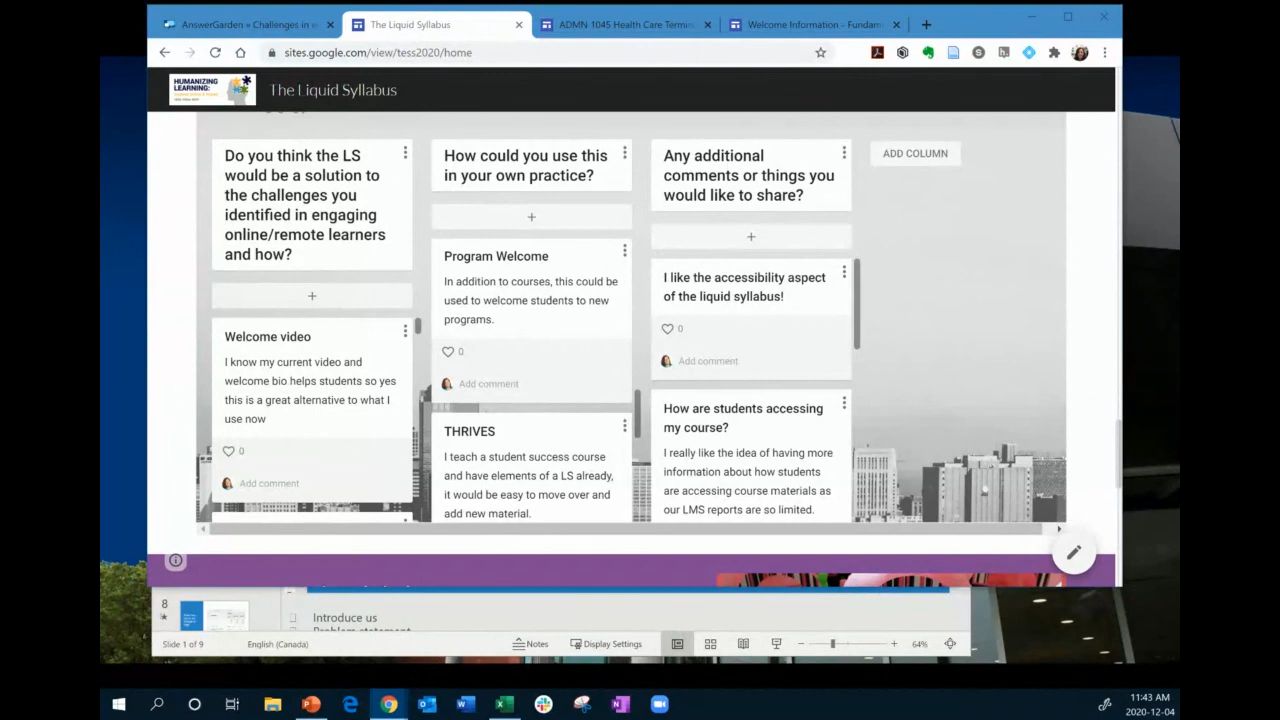 AnswerGarden » Challenges in e
The Liquid Syllabus
ADMN 1045 Health Care Termin
Welcome Information - Fundam
sites.google.com/view/tess2020/home
HUMANIZING
LEARNING:
The Liquid Syllabus
Do you think the LS
would be a solution to
the challenges you
identified in engaging
online/remote learners
and how?
+
Welcome video
I know my current video and
welcome bio helps students so yes
this is a great alternative to what I
use now
0
Add comment
How could you use this
in your own practice?
+
Program Welcome
In addition to courses, this could be
used to welcome students to new
programs.
0
Add comment
THRIVES
I teach a student success course
and have elements of a LS already,
it would be easy to move over and
add new material.
Any additional
comments or things you
would like to share?
+
I like the accessibility aspect
of the liquid syllabus!
0
Add comment
How are students accessing
my course?
I really like the idea of having more
information about how students
are accessing course materials as
our LMS reports are so limited.
ADD COLUMN
8
Introduce us
Problem statement
Slide 1 of 9
English (Canada)
Notes
Display Settings
64%
11:43 AM
2020-12-04